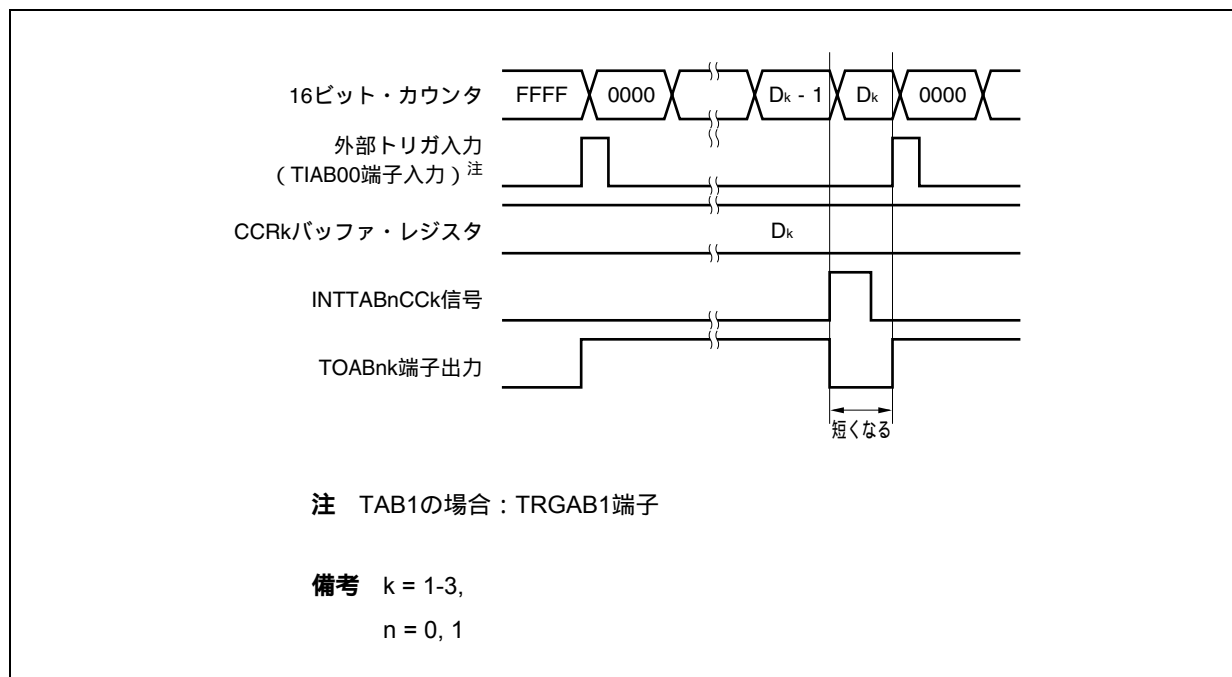 16ビット・カウンタ FFFF 0000 Dk - 1 Dk 0000
外部トリガ入力
（TIAB00端子入力）注
CCRkバッファ・レジスタ Dk
INTTABnCCk信号
TOABnk端子出力
短くなる
注 TAB1の場合：TRGAB1端子
備考 k = 1-3,
n = 0, 1